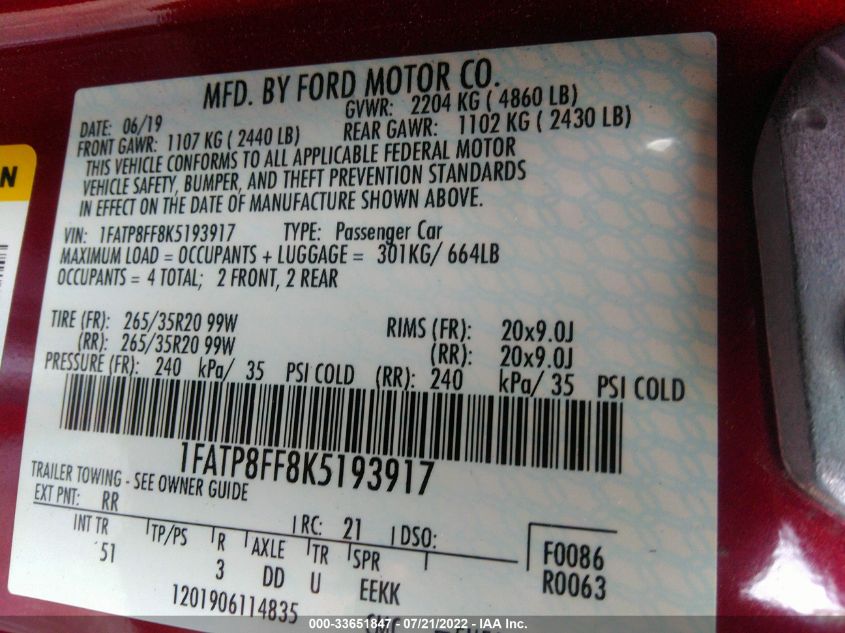 MFD. BY FORD MOTOR CO.
DATE: 06/19 GVWR: 2204 KG ( 4860 LB)
FRONT GAWR: 1107 KG ( 2440 LB) REAR GAWR: 1102 KG ( 2430 LB)
THIS VEHICLE CONFORMS TO ALL APPLICABLE FEDERAL MOTOR
VEHICLE SAFETY, BUMPER, AND THEFT PREVENTION STANDARDS
IN EFFECT ON THE DATE OF MANUFACTURE SHOWN ABOVE.
VIN: 1FATP8FF8K5193917 TYPE: Passenger Car
MAXIMUM LOAD = OCCUPANTS + LUGGAGE = 301KG/ 664LB
OCCUPANTS = 4 TOTAL; 2 FRONT, 2 REAR
TIRE (FR): 265/35R20 99W RIMS (FR): 20x9.0J
(RR): 265/35R20 99W (RR): 20x9.0J
PRESSURE (FR): 240 kPa/ 35 PSI COLD (RR): 240 kPa/ 35 PSI COLD
1FATP8FF8K5193917
TRAILER TOWING - SEE OWNER GUIDE
EXT PNT: RR RC: 21 DSO:
INT TR TP/PS R AXLE TR SPR F0086
51 3 DD U EEKK R0063
1201906114835
000-33651847 - 07/21/2022 - IAA Inc.